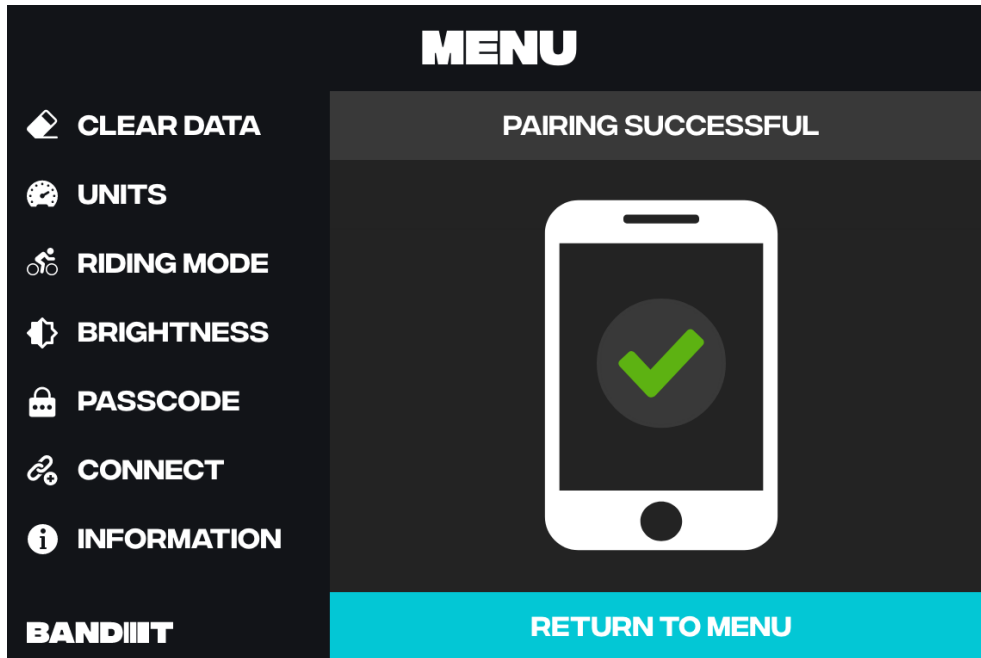 MENU
CLEAR DATA
UNITS
RIDING MODE
BRIGHTNESS
PASSCODE
CONNECT
INFORMATION
BANDIIIT
PAIRING SUCCESSFUL
RETURN TO MENU